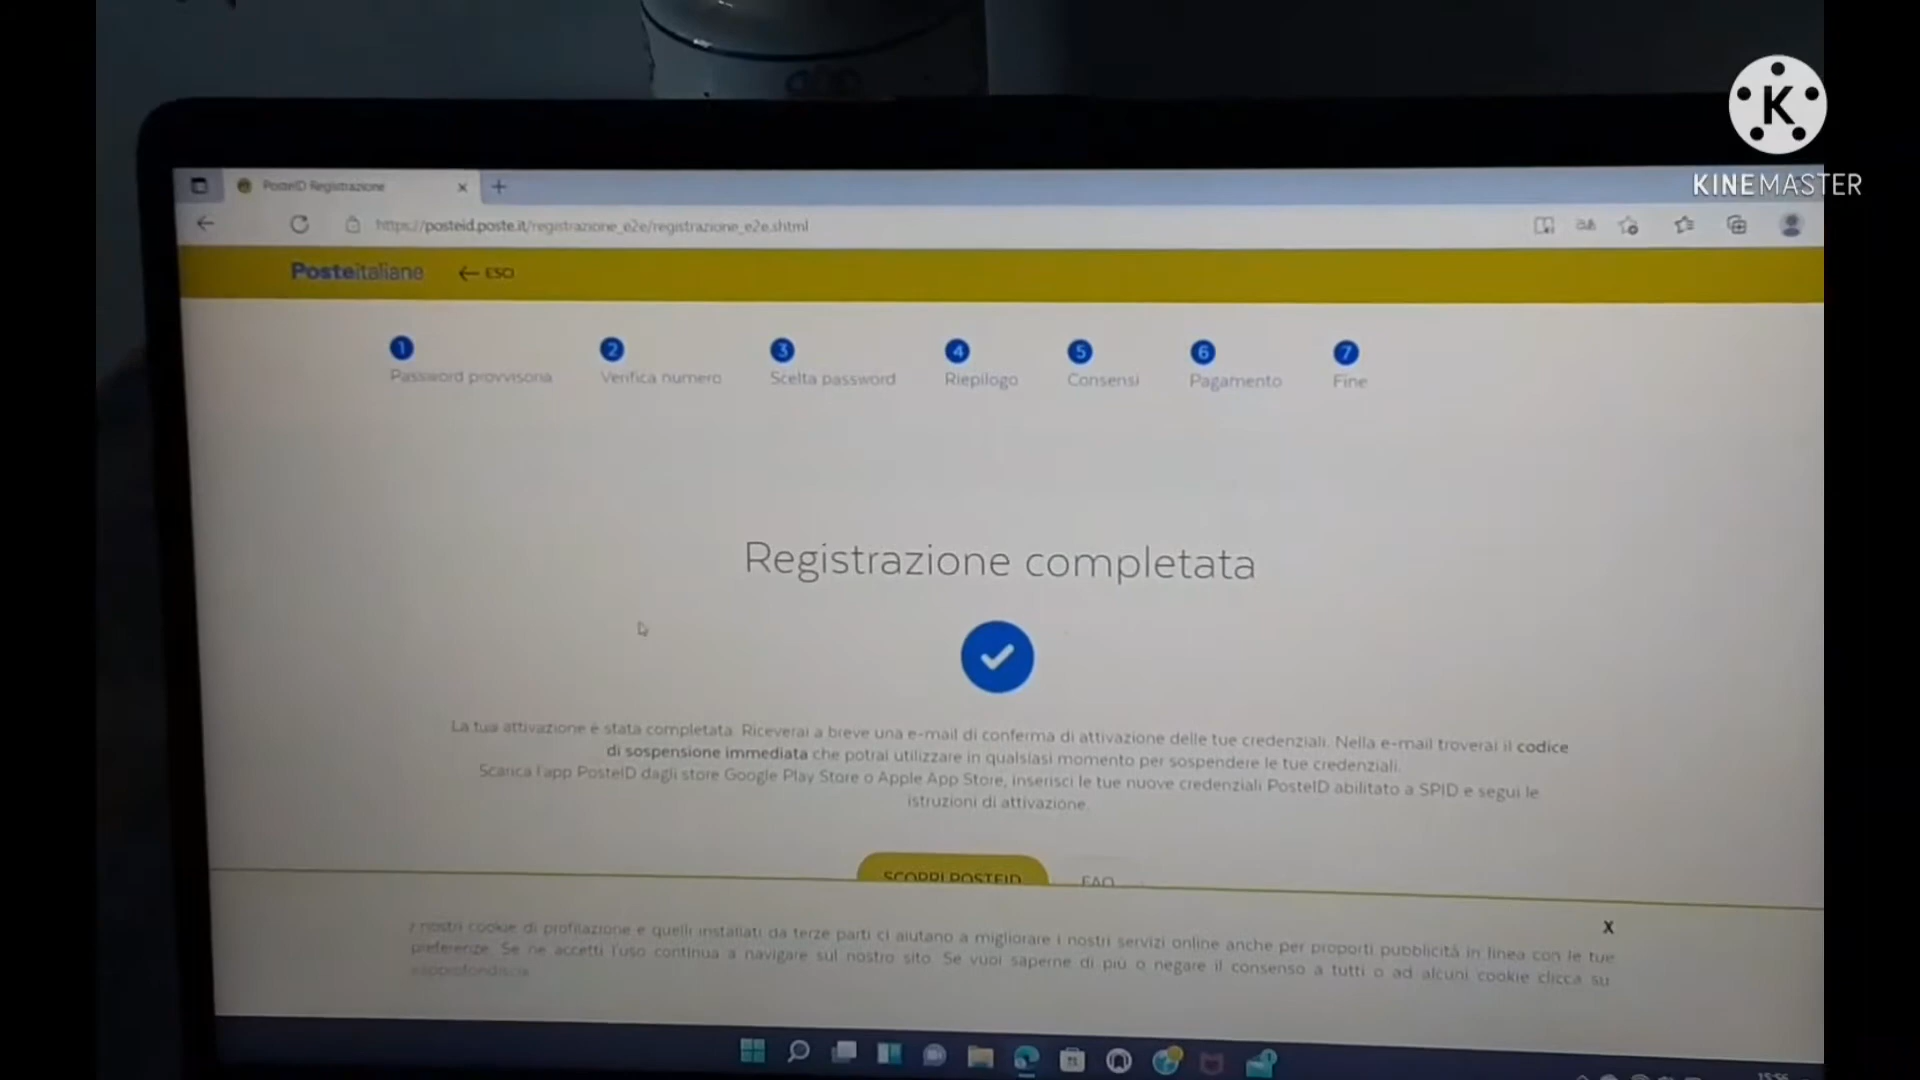 KINEMASTER
PosteID Registrazione
https://posteid.poste.it/registrazione_e2e/registrazione_e2e.shtml
Posteitaliane ← ESCI
1 2 3 4 5 6 7
Password provvisoria Verifica numero Scelta password Riepilogo Consensi Pagamento Fine
Registrazione completata
La tua attivazione è stata completata. Riceverai a breve una e-mail di conferma di attivazione delle tue credenziali. Nella e-mail troverai il codice
di sospensione immediata che potrai utilizzare in qualsiasi momento per sospendere le tue credenziali.
Scarica l'app PosteID dagli store Google Play Store o Apple App Store, inserisci le tue nuove credenziali PosteID abilitato a SPID e segui le
istruzioni di attivazione.
SCOPRI POSTEID FAQ
X
I nostri cookie di profilazione e quelli installati da terze parti ci aiutano a migliorare i nostri servizi online anche per proporti pubblicità in linea con le tue
preferenze. Se ne accetti l'uso continua a navigare sul nostro sito. Se vuoi saperne di più o negare il consenso a tutti o ad alcuni cookie clicca su